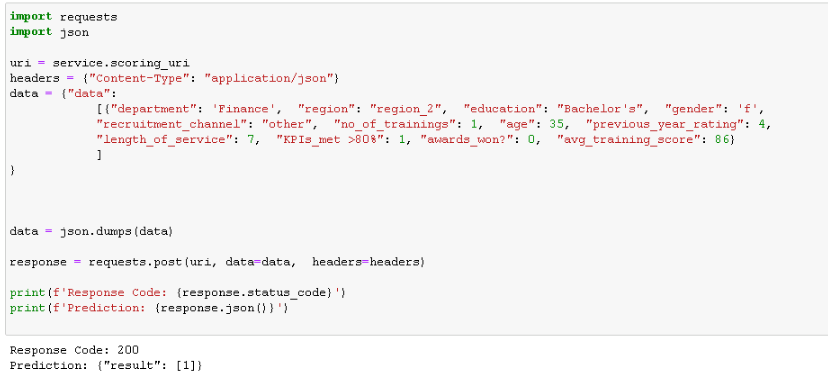 import requests
import json
uri = service.scoring_uri
headers = {"Content-Type": "application/json"}
data = {"data":
[{"department": 'Finance', "region": "region_2", "education": "Bachelor's", "gender": 'f',
"recruitment_channel": "other", "no_of_trainings": 1, "age": 35, "previous_year_rating": 4,
"length_of_service": 7, "KPIs_met >80%": 1, "awards_won?": 0, "avg_training_score": 86}
]
}
data = json.dumps(data)
response = requests.post(uri, data=data, headers=headers)
print(f'Response Code: {response.status_code}')
print(f'Prediction: {response.json()}')
Response Code: 200
Prediction: {"result": [1]}